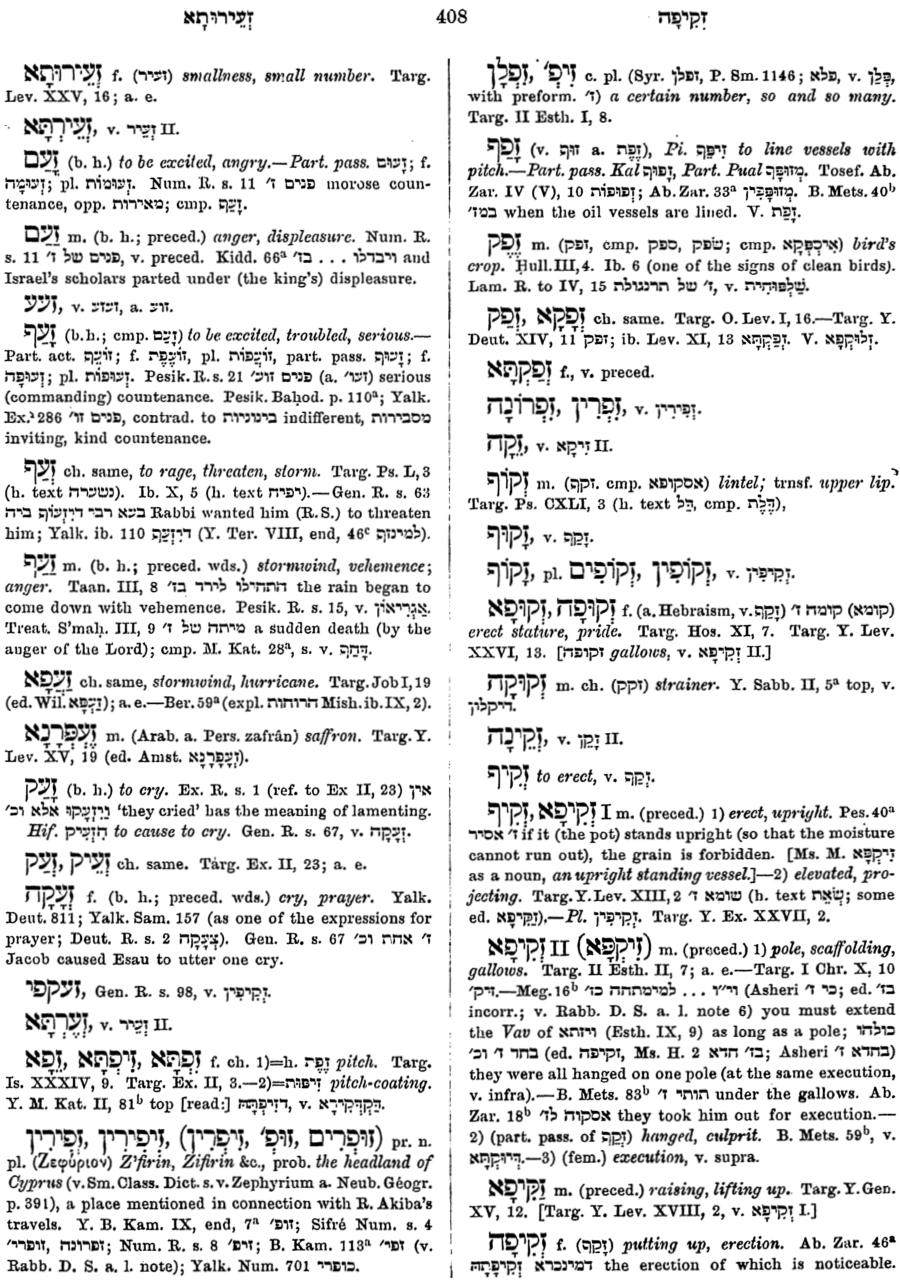 זְעֵירוּתָא 408 זְקִיפָה
זְעֵירוּתָא f. (זעיר) smallness, small number. Targ.
Lev. XXV, 16; a. e.
זְעֵירְתָּא, v. זְעֵיר II.
זָעַם (b. h.) to be excited, angry.—Part. pass. זָעוּם; f.
זְעוּמָה; pl. זְעוּמוֹת. Num. R. s. 11 פנים ז׳ morose coun-
tenance, opp. מאירות; cmp. זָעַף.
זַעַם m. (b. h.; preced.) anger, displeasure. Num. R.
s. 11 פנים של ז׳, v. preced. Kidd. 66ᵃ ויבדלו . . . בז׳ and
Israel's scholars parted under (the king's) displeasure.
זעע, v. זעזע, a. זוע.
זָעַף (b.h.; cmp. זָעַם) to be excited, troubled, serious.—
Part. act. זוֹעֵף; f. זוֹעֶפֶת, pl. זוֹעֲפוֹת, part. pass. זָעוּף; f.
זְעוּפָה; pl. זְעוּפוֹת. Pesik. R. s. 21 פנים זוע׳ (a. זעו׳) serious
(commanding) countenance. Pesik. Baḥod. p. 110ᵃ; Yalk.
Ex. 286 פנים זו׳, contrad. to בינוניות indifferent, מסבירות
inviting, kind countenance.
זְעַף ch. same, to rage, threaten, storm. Targ. Ps. L, 3
(h. text נשערה). Ib. X, 5 (h. text יפיח).—Gen. R. s. 63
בעא רבי דיזעוף ביה Rabbi wanted him (R. S.) to threaten
him; Yalk. ib. 110 דיזעף (Y. Ter. VIII, end, 46ᶜ למינזף).
זַעַף m. (b. h.; preced. wds.) stormwind, vehemence;
anger. Taan. III, 8 התחילו לירד בז׳ the rain began to
come down with vehemence. Pesik. R. s. 15, v. אַגְרִיאוֹן.
Treat. S'maḥ. III, 9 מיתה של ז׳ a sudden death (by the
anger of the Lord); cmp. M. Kat. 28ᵃ, s. v. דָּחַף.
זַעֲפָא ch. same, stormwind, hurricane. Targ. Job I, 19
(ed. Wil. זַעְפָּא); a. e.—Ber. 59ᵃ (expl. הרוחות Mish. ib. IX, 2).
זַעְפְּרָנָא m. (Arab. a. Pers. zafrân) saffron. Targ. Y.
Lev. XV, 19 (ed. Amst. זַעֲפָרָנָא).
זָעַק (b. h.) to cry. Ex. R. s. 1 (ref. to Ex II, 23) אין
וַיִּזְעָקוּ אלא וכ׳ 'they cried' has the meaning of lamenting.
Hif. הִזְעִיק to cause to cry. Gen. R. s. 67, v. זְעָקָה.
זְעֵיק, זְעַק ch. same. Targ. Ex. II, 23; a. e.
זְעָקָה f. (b. h.; preced. wds.) cry, prayer. Yalk.
Deut. 811; Yalk. Sam. 157 (as one of the expressions for
prayer; Deut. R. s. 2 צְעָקָה). Gen. R. s. 67 ז׳ אחת וכ׳
Jacob caused Esau to utter one cry.
זעקפי׳, Gen. R. s. 98, v. זְקִיפִין.
זְעֶרְתָּא, v. זְעֵיר II.
זִפְתָּא, זִיפְתָּא, זֵפָא f. ch. 1)=h. זֶפֶת pitch. Targ.
Is. XXXIV, 9. Targ. Ex. II, 3.—2)=זִיפּוּת pitch-coating.
Y. M. Kat. II, 81ᵇ top [read:] דזִיפְתָּהּ, v. קַרְקִירָא.
זְפִירִין, זִיפִירִין, (זִיפְרִין, זוּפ׳, זוּפְרִים) pr. n.
pl. (Ζεφύριον) Z'firin, Zifirin &c., prob. the headland of
Cyprus (v. Sm. Class. Dict. s. v. Zephyrium a. Neub. Géogr.
p. 391), a place mentioned in connection with R. Akiba's
travels. Y. B. Kam. IX, end, 7ᵃ זופ׳; Sifré Num. s. 4
זפרונה, זופרי׳; Num. R. s. 8 זיפ׳; B. Kam. 113ᵃ זפי׳ (v.
Rabb. D. S. a. l. note); Yalk. Num. 701 כופרי׳.
זִיפ׳, זִפְלָן c. pl. (Syr. זפלן, P. Sm. 1146; פלא, v. פְּלַן,
with preform. ז׳) a certain number, so and so many.
Targ. II Esth. I, 8.
זָפַף (v. זוף a. זֶפֶת), Pi. זִיפֵּף to line vessels with
pitch.—Part. pass. Kal זָפוּף, Part. Pual מְזוּפָּף. Tosef. Ab.
Zar. IV (V), 10 זפופות; Ab. Zar. 33ᵃ מְזוּפָּפִין. B. Mets. 40ᵇ
במז׳ when the oil vessels are lined. V. זָפַת.
זֶפֶק m. (זפק, cmp. ספק, שפק; cmp. אִיסְפְּקָא) bird's
crop. Ḥull. III, 4. Ib. 6 (one of the signs of clean birds).
Lam. R. to IV, 15 ז׳ של תרנגולת, v. שַׁלְפּוּחִית.
זְפָקָא, זְפַק ch. same. Targ. O. Lev. I, 16.—Targ. Y.
Deut. XIV, 11 זפק; ib. Lev. XI, 13 זְפַקְתָּא. V. זְלוּקְפָא.
זְפַקְתָּא f., v. preced.
זִפְרִין, זִפְרוֹנָה, v. זְפִירִין.
זִקָה, v. זִיקָא II.
זְקוֹף m. (זקף, cmp. אסקופא) lintel; trnsf. upper lip.
Targ. Ps. CXLI, 3 (h. text דַּל, cmp. דֶּלֶת),
זָקוּף, v. זָקַף.
זָקוֹף, pl. זְקוֹפִין, זְקוֹפִים, v. זְקִיפִין.
זְקוּפָה, זְקוּפָא f. (a. Hebraism, v. זָקַף) ז׳ קומה (קומא)
erect stature, pride. Targ. Hos. XI, 7. Targ. Y. Lev.
XXVI, 13. [זקופה gallows, v. זְקִיפָא II.]
זְקוּקָה m. ch. (זקק) strainer. Y. Sabb. II, 5ᵃ top, v.
דיקלון.
זְקֵינָה, v. זָקֵן II.
זְקֵיף to erect, v. זְקַף.
זְקִיפָא, זְקִיף I m. (preced.) 1) erect, upright. Pes. 40ᵃ
ז׳ אסיר if it (the pot) stands upright (so that the moisture
cannot run out), the grain is forbidden. [Ms. M. זִיקְפָּא
as a noun, an upright standing vessel.]—2) elevated, pro-
jecting. Targ. Y. Lev. XIII, 2 שומא ז׳ (h. text שְׂאֵת; some
ed. זַקִּיפָא),—Pl. זְקִיפִין. Targ. Y. Ex. XXVII, 2.
זְקִיפָא II (זִיקְפָּא) m. (preced.) 1) pole, scaffolding,
gallows. Targ. II Esth. II, 7; a. e.—Targ. I Chr. X, 10
זיק׳.—Meg. 16ᵇ וי״ו . . . למימתחה כז׳ (Asheri כי ז׳; ed. בז׳
incorr.; v. Rabb. D. S. a. l. note 6) you must extend
the Vav of ויזתא (Esth. IX, 9) as long as a pole; כולהו
בחד ז׳ וכ׳ (ed. זקיפה, Ms. H. 2 בז׳ חדא; Asheri בחדא ז׳)
they were all hanged on one pole (at the same execution,
v. infra).—B. Mets. 83ᵇ תותי ז׳ under the gallows. Ab.
Zar. 18ᵇ אסקוה לז׳ they took him out for execution.—
2) (part. pass. of זְקַף) hanged, culprit. B. Mets. 59ᵇ, v.
דְּיוּקְתָּא.—3) (fem.) execution, v. supra.
זְקִיפָא m. (preced.) raising, lifting up. Targ. Y. Gen.
XV, 12. [Targ. Y. Lev. XVIII, 2, v. זְקִיפָא I.]
זְקִיפָה f. (זָקַף) putting up, erection. Ab. Zar. 46ᵃ
דמינכרא זְקִיפָתָהּ the erection of which is noticeable.